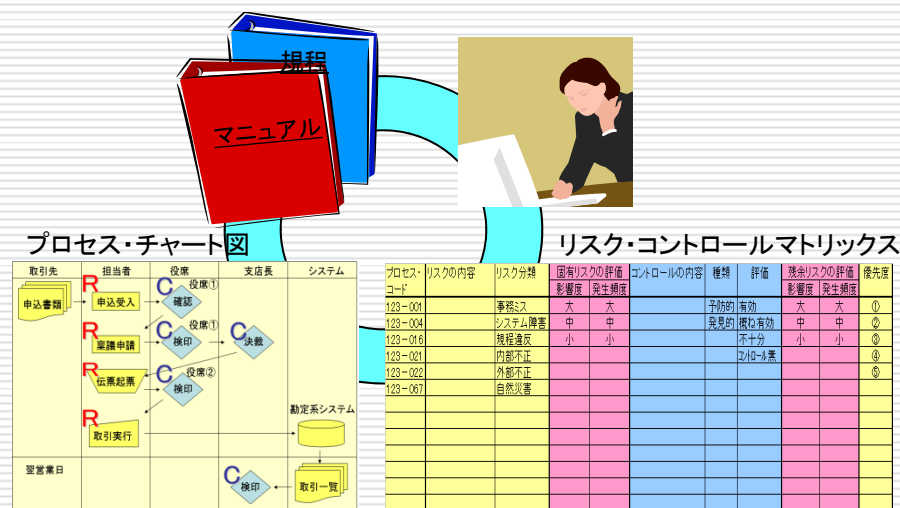 規程
マニュアル
プロセス・チャート図
リスク・コントロールマトリックス
取引先 担当者 役席 支店長 システム
申込書類 R 申込受入 C 役席① 確認
R 稟議申請 C 役席① 検印 C 決裁
R 伝票起票 C 役席② 検印
R 取引実行 勘定系システム
翌営業日 C 検印 取引一覧
プロセス・コード リスクの内容 リスク分類 固有リスクの評価 コントロールの内容 種類 評価 残余リスクの評価 優先度
影響度 発生頻度 影響度 発生頻度
123-001 事務ミス 大 大 予防的 有効 大 大 ①
123-004 システム障害 中 中 発見的 概ね有効 中 中 ②
123-016 規程違反 小 小 不十分 小 小 ③
123-021 内部不正 コントロール無 ④
123-022 外部不正 ⑤
123-067 自然災害